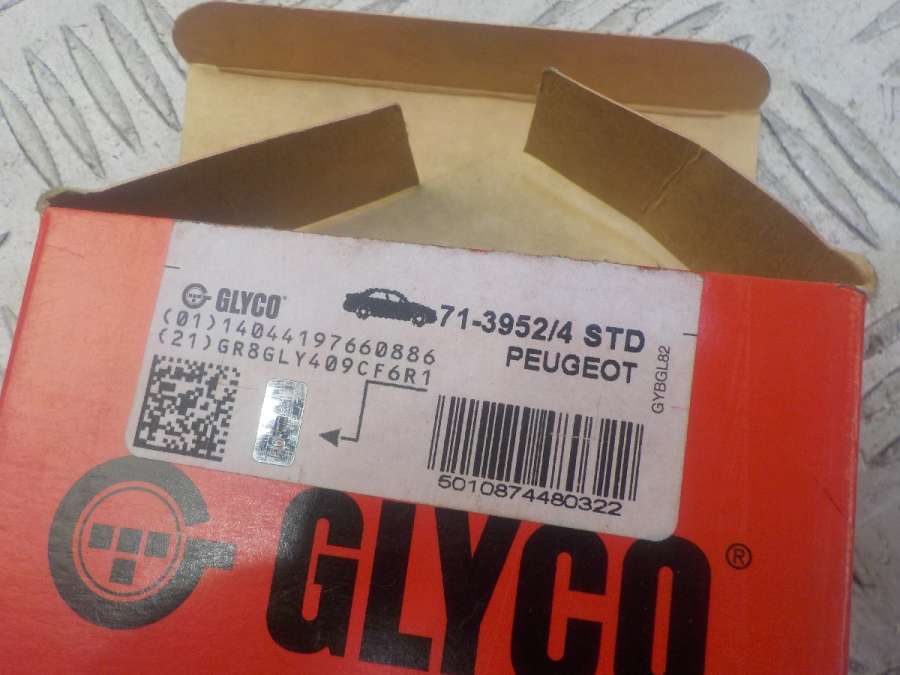 GLYCO®
71-3952/4 STD
PEUGEOT
(01)14044197660886
(21)GR8GLY409CF6R1
GYBGL82
5010874480322
GLYCO®